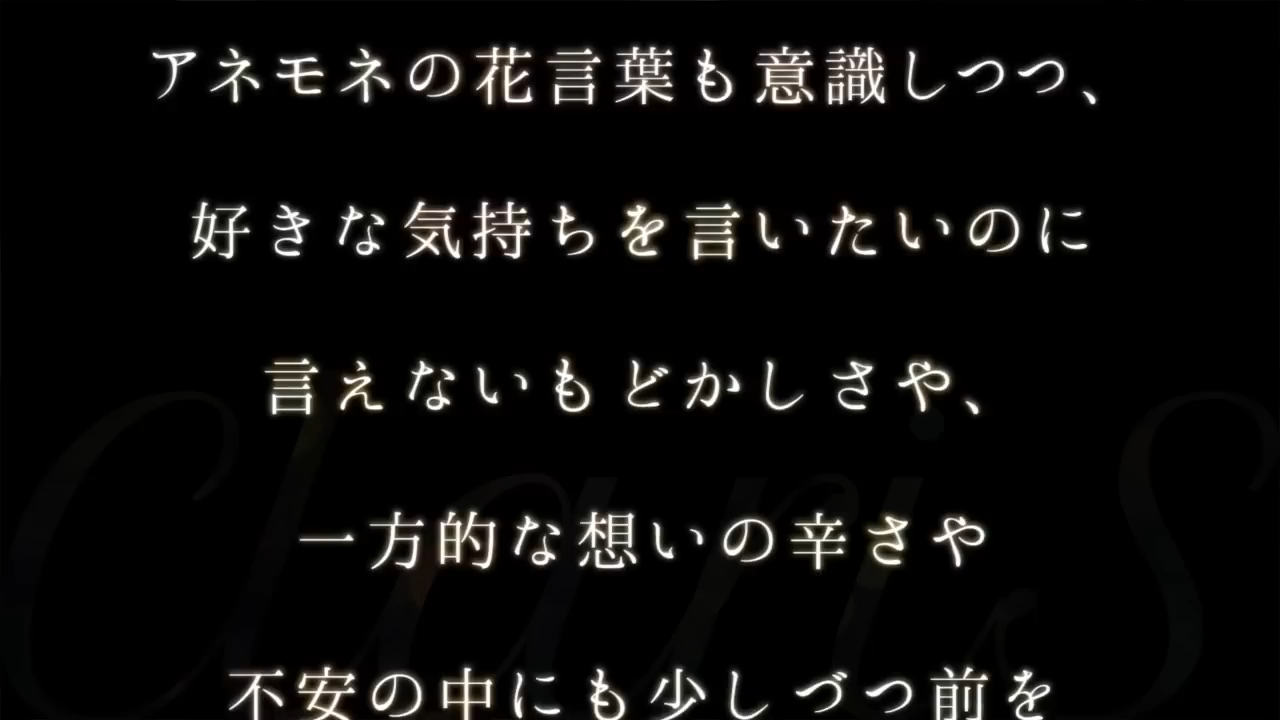 アネモネの花言葉も意識しつつ、
好きな気持ちを言いたいのに
言えないもどかしさや、
一方的な想いの辛さや
不安の中にも少しづつ前を
ClariS